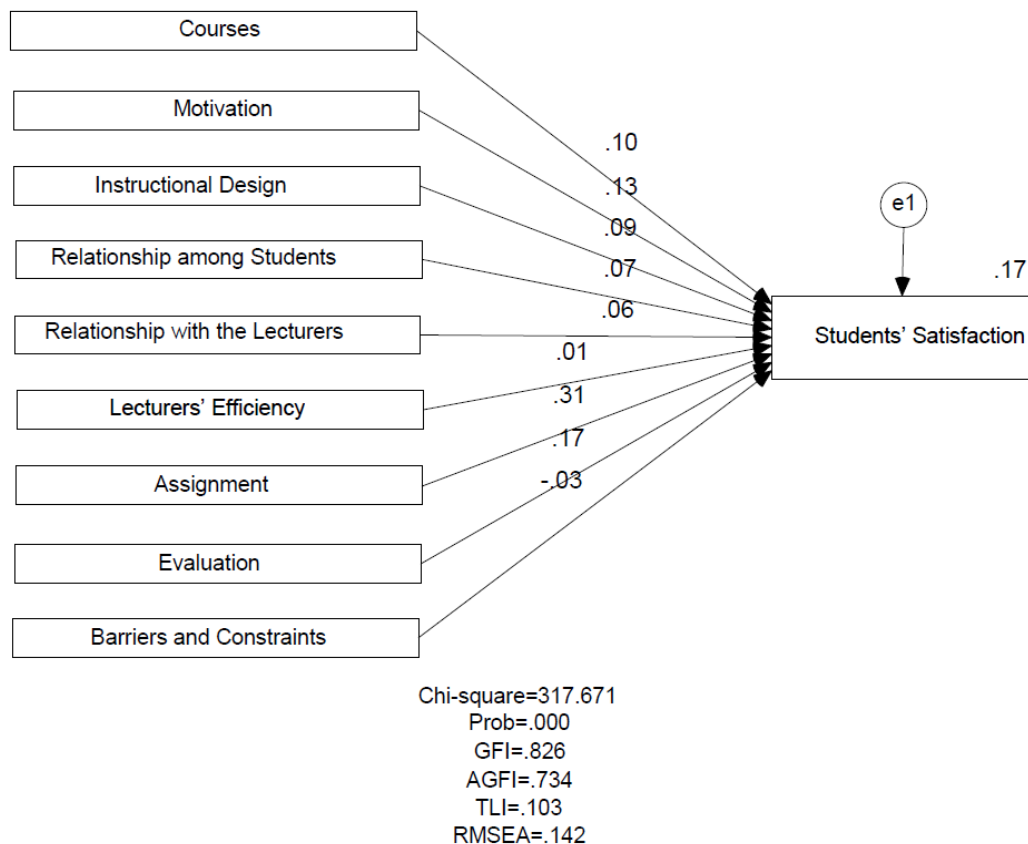 Courses
Motivation
Instructional Design
Relationship among Students
Relationship with the Lecturers
Lecturers' Efficiency
Assignment
Evaluation
Barriers and Constraints
.10
.13
.09
.07
.06
.01
.31
.17
-.03
e1
.17
Students' Satisfaction
Chi-square=317.671
Prob=.000
GFI=.826
AGFI=.734
TLI=.103
RMSEA=.142